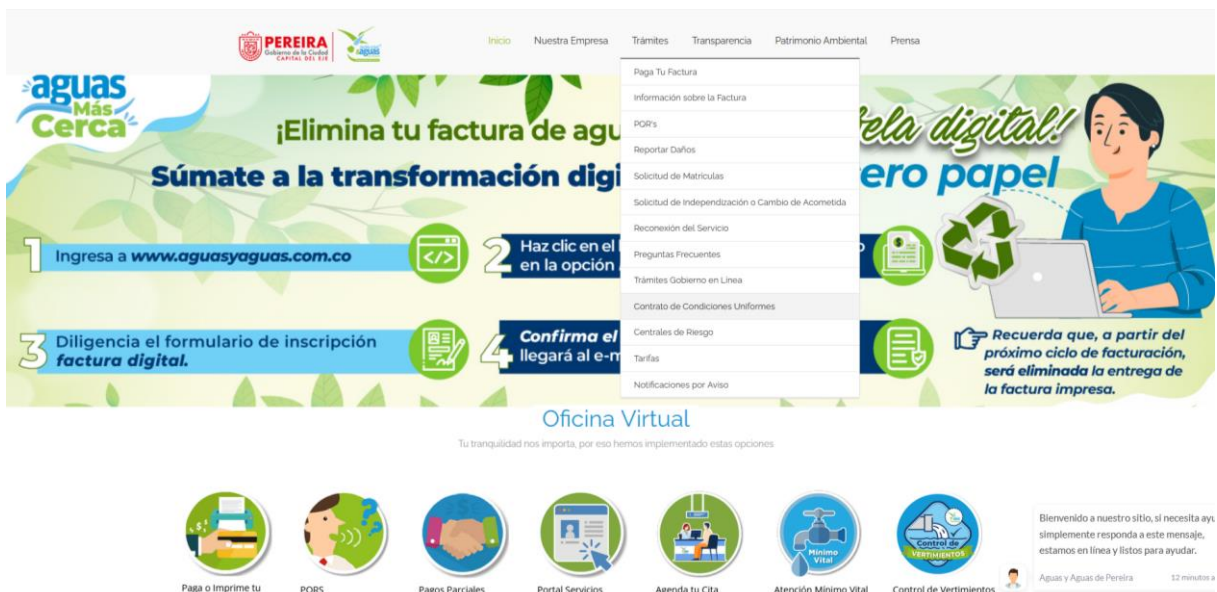 PEREIRA
Gobierno de la Ciudad
CAPITAL DEL EJE
aguas
Inicio Nuestra Empresa Trámites Transparencia Patrimonio Ambiental Prensa
Paga Tu Factura
Información sobre la Factura
PQR's
Reportar Daños
Solicitud de Matrículas
Solicitud de Independización o Cambio de Acometida
Reconexión del Servicio
Preguntas Frecuentes
Trámites Gobierno en Línea
Contrato de Condiciones Uniformes
Centrales de Riesgo
Tarifas
Notificaciones por Aviso
aguas
Más
Cerca
¡Elimina tu factura de agu
ela digital!
Súmate a la transformación digi
ero papel
1 Ingresa a www.aguasyaguas.com.co
2 Haz clic en el
en la opción
3 Diligencia el formulario de inscripción
factura digital.
4 Confirma el
llegará al e-m
Recuerda que, a partir del
próximo ciclo de facturación,
será eliminada la entrega de
la factura impresa.
Oficina Virtual
Tu tranquilidad nos importa, por eso hemos implementado estas opciones
Mínimo
Vital
Control de
VERTIMIENTOS
Paga o Imprime tu PQRS Pagos Parciales Portal Servicios Agenda tu Cita Atención Mínimo Vital Control de Vertimientos
Bienvenido a nuestro sitio, si necesita ayu
simplemente responda a este mensaje,
estamos en línea y listos para ayudar.
Aguas y Aguas de Pereira 12 minutos a